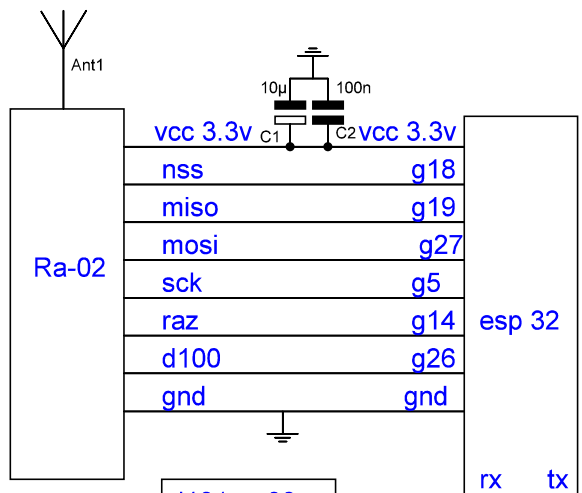 Ant1
10µ 100n
C1 C2
vcc 3.3v vcc 3.3v
nss g18
miso g19
mosi g27
Ra-02
sck g5
raz g14
esp 32
d100 g26
gnd gnd
rx tx